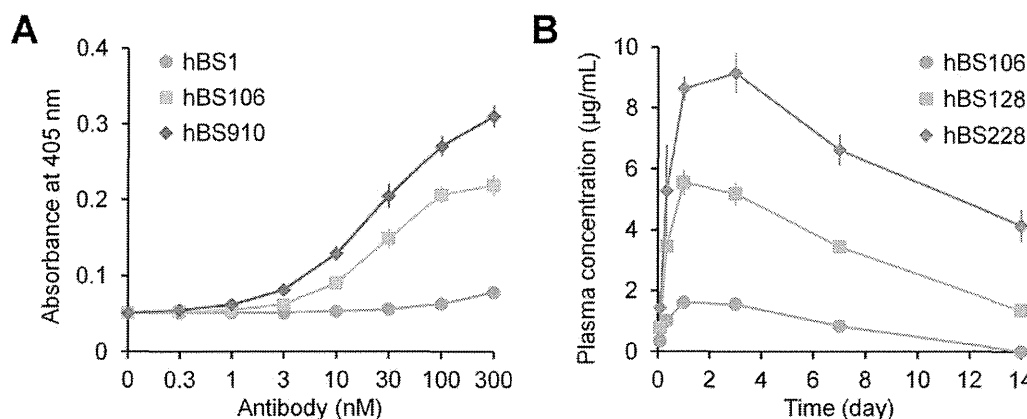 A
Absorbance at 405 nm
0.4
0.3
0.2
0.1
0
hBS1
hBS106
hBS910
0 0.3 1 3 10 30 100 300
Antibody (nM)
B
Plasma concentration (µg/mL)
10
8
6
4
2
0
hBS106
hBS128
hBS228
0 2 4 6 8 10 12 14
Time (day)